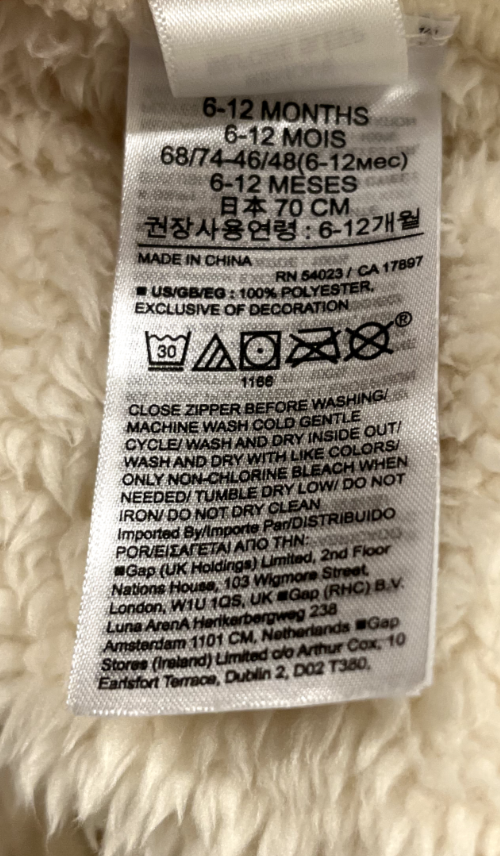 6-12 MONTHS
6-12 MOIS
68/74-46/48(6-12мес)
6-12 MESES
日本 70 CM
권장사용연령 : 6-12개월
MADE IN CHINA
RN 54023 / CA 17897
■ US/GB/EG : 100% POLYESTER,
EXCLUSIVE OF DECORATION
30
®
1166
CLOSE ZIPPER BEFORE WASHING/
MACHINE WASH COLD GENTLE
CYCLE/ WASH AND DRY INSIDE OUT/
WASH AND DRY WITH LIKE COLORS/
ONLY NON-CHLORINE BLEACH WHEN
NEEDED/ TUMBLE DRY LOW/ DO NOT
IRON/ DO NOT DRY CLEAN
Imported By/Importe Par/DISTRIBUIDO
POR/ΕΙΣΑΓΕΤΑΙ ΑΠΟ ΤΗΝ:
■Gap (UK Holdings) Limited, 2nd Floor
Nations House, 103 Wigmore Street,
London, W1U 1QS, UK ■Gap (RHC) B.V.
Luna ArenA Herikerbergweg 238
Amsterdam 1101 CM, Netherlands ■Gap
Stores (Ireland) Limited c/o Arthur Cox, 10
Earlsfort Terrace, Dublin 2, D02 T380,